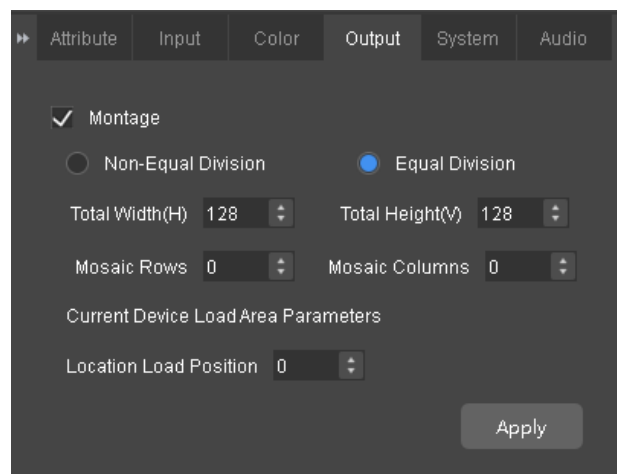 Attribute Input Color Output System Audio
Montage
Non-Equal Division Equal Division
Total Width(H) 128 Total Height(V) 128
Mosaic Rows 0 Mosaic Columns 0
Current Device Load Area Parameters
Location Load Position 0
Apply